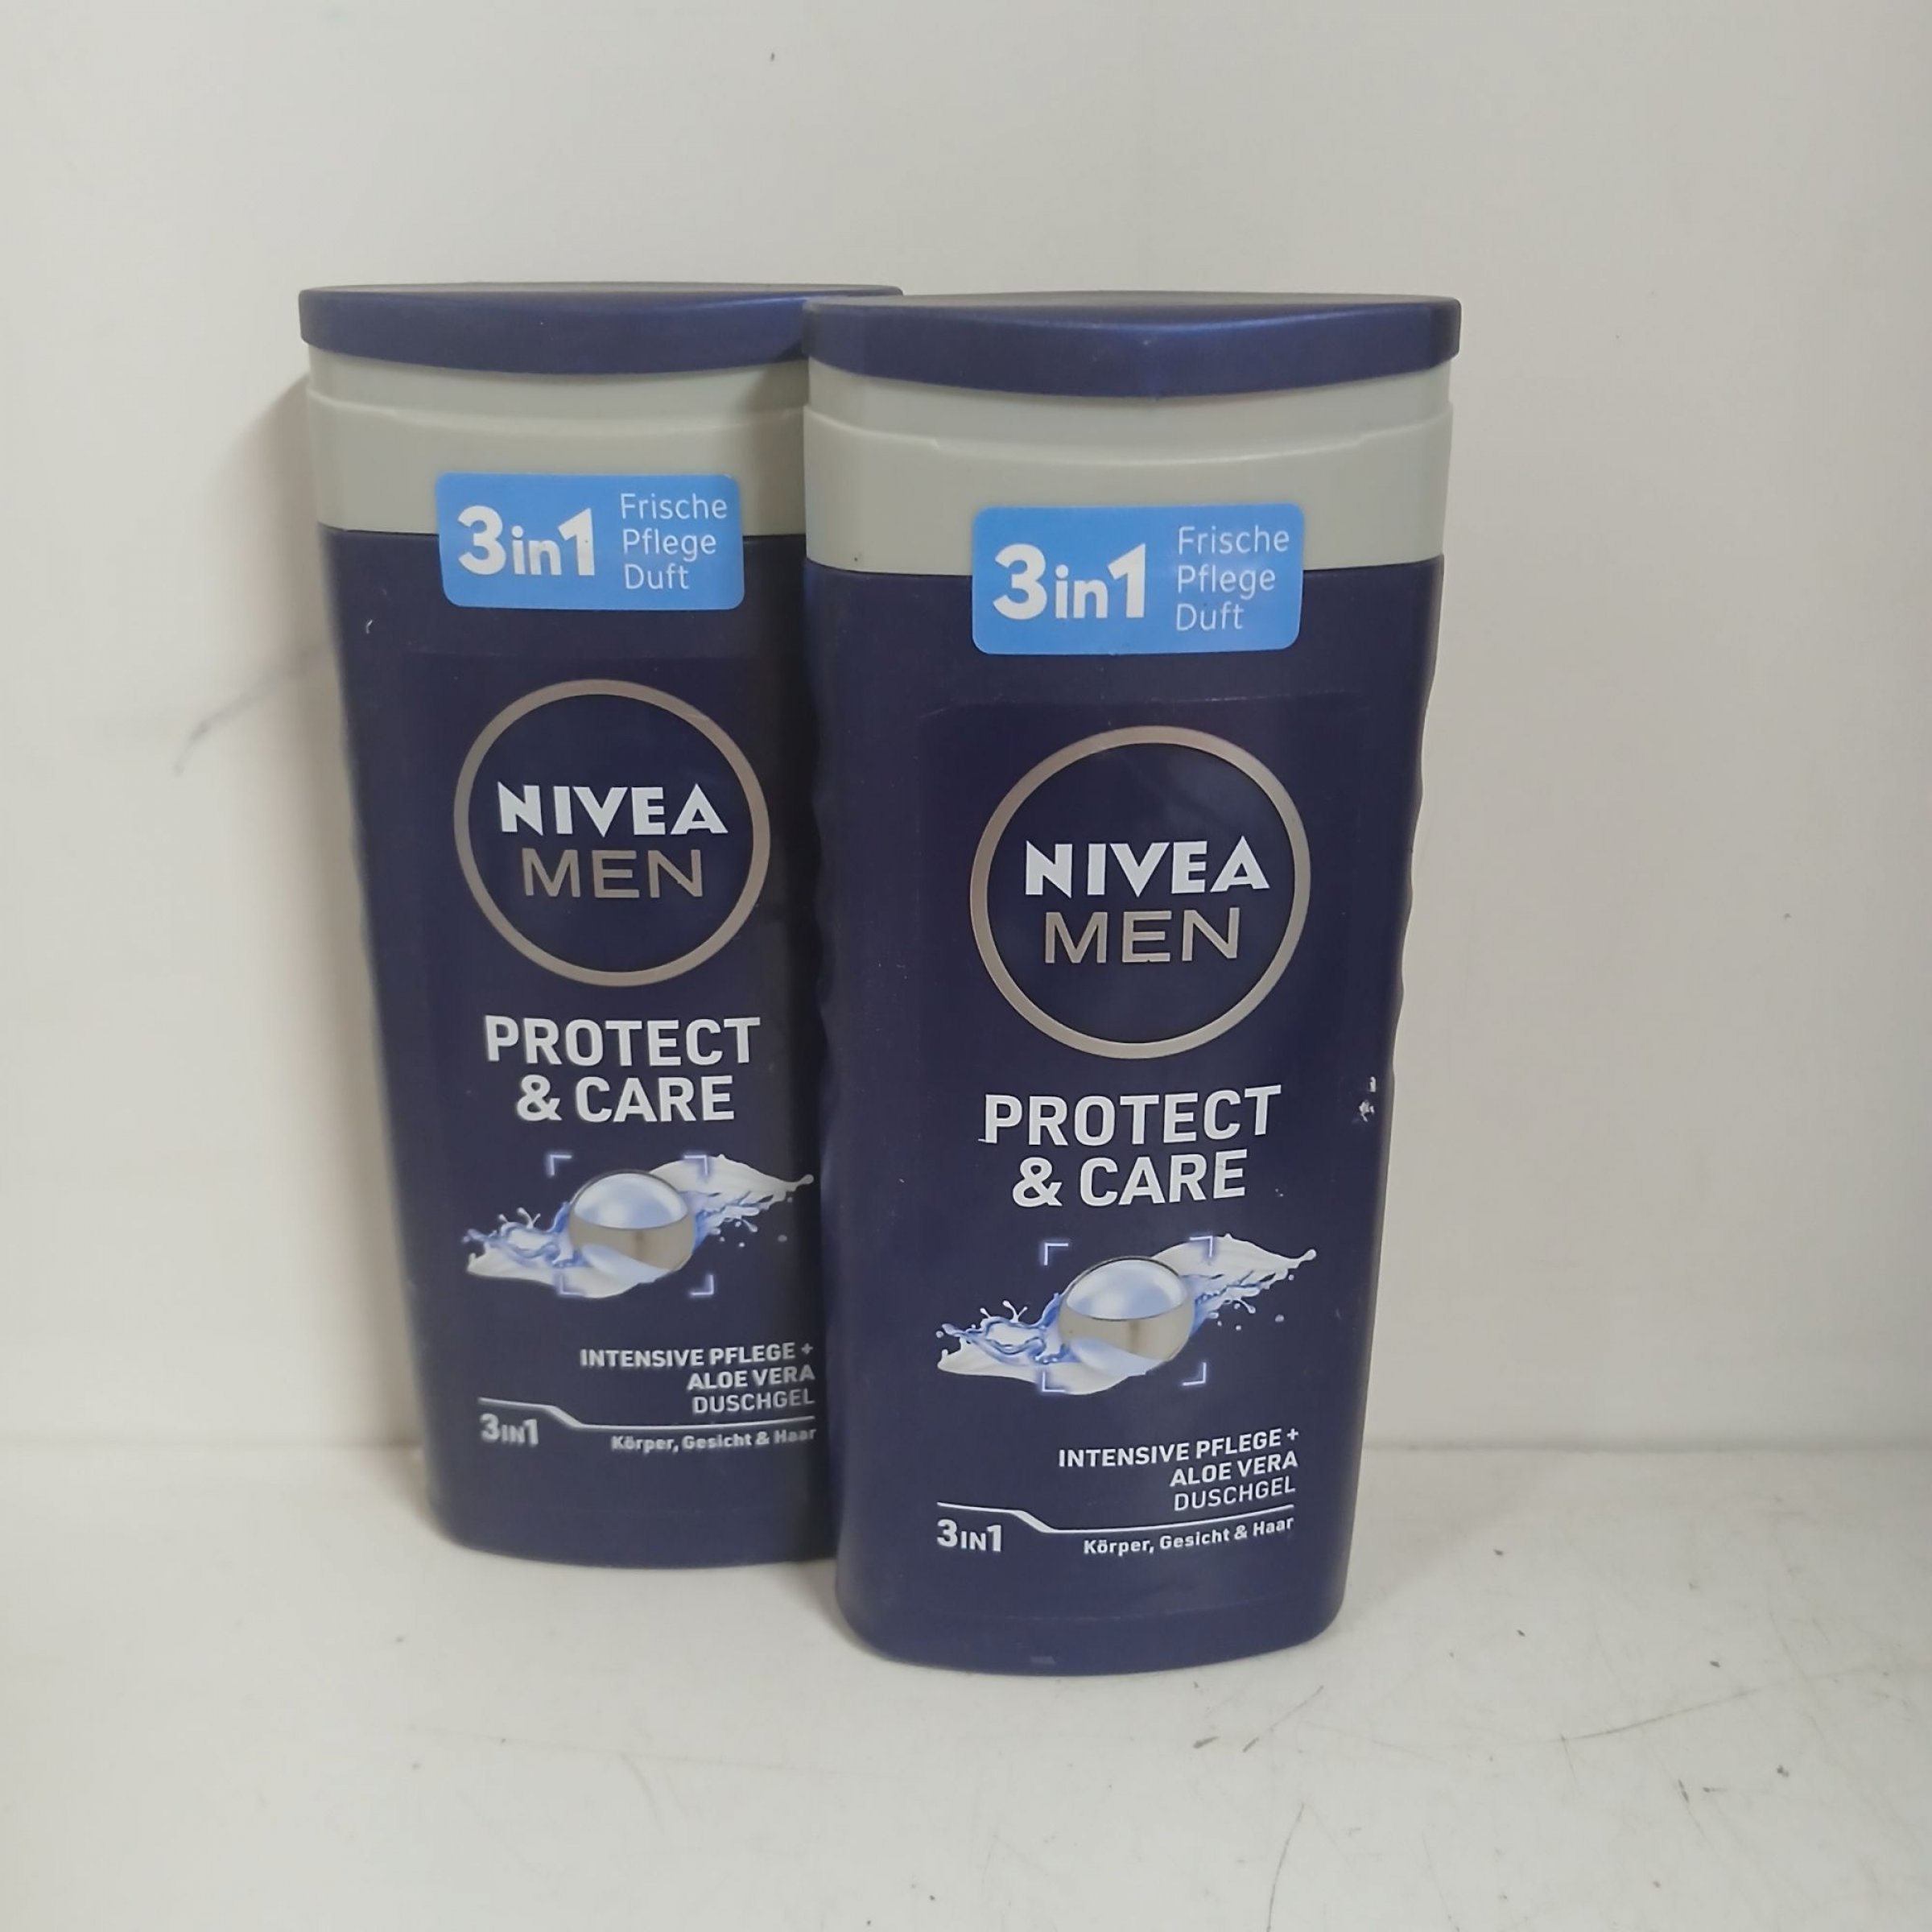 3in1
Frische
Pflege
Duft
NIVEA
MEN
PROTECT
& CARE
INTENSIVE PFLEGE +
ALOE VERA
DUSCHGEL
3IN1
Körper, Gesicht & Haar
3in1
Frische
Pflege
Duft
NIVEA
MEN
PROTECT
& CARE
INTENSIVE PFLEGE +
ALOE VERA
DUSCHGEL
3IN1
Körper, Gesicht & Haar